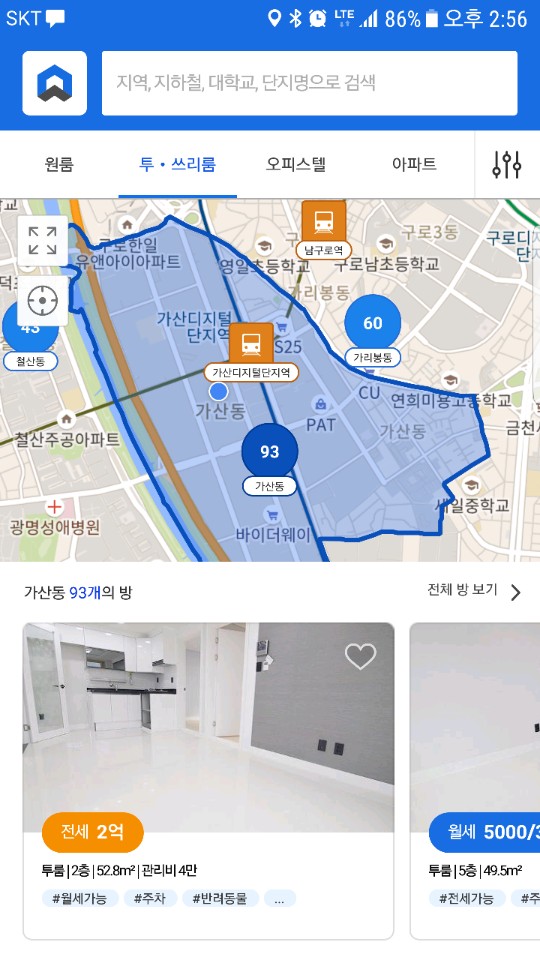 SKT LTE 86% 오후 2:56
지역, 지하철, 대학교, 단지명으로 검색
원룸 투・쓰리룸 오피스텔 아파트
남구로역
구로3동
구로한일
유앤아이아파트
영일초등학교
구로남초등학교
가리봉동
가산디지털
단지역
43
철산동
S25
60
가리봉동
가산디지털단지역
CU
연희미용고등학교
가산동
PAT
가산동
철산주공아파트
93
가산동
세일중학교
광명성애병원
바이더웨이
가산동 93개의 방
전체 방 보기
전세 2억
투룸 | 2층 | 52.8m² | 관리비 4만
#월세가능 #주차 #반려동물 ...
월세 5000/3
투룸 | 5층 | 49.5m²
#전세가능 #주